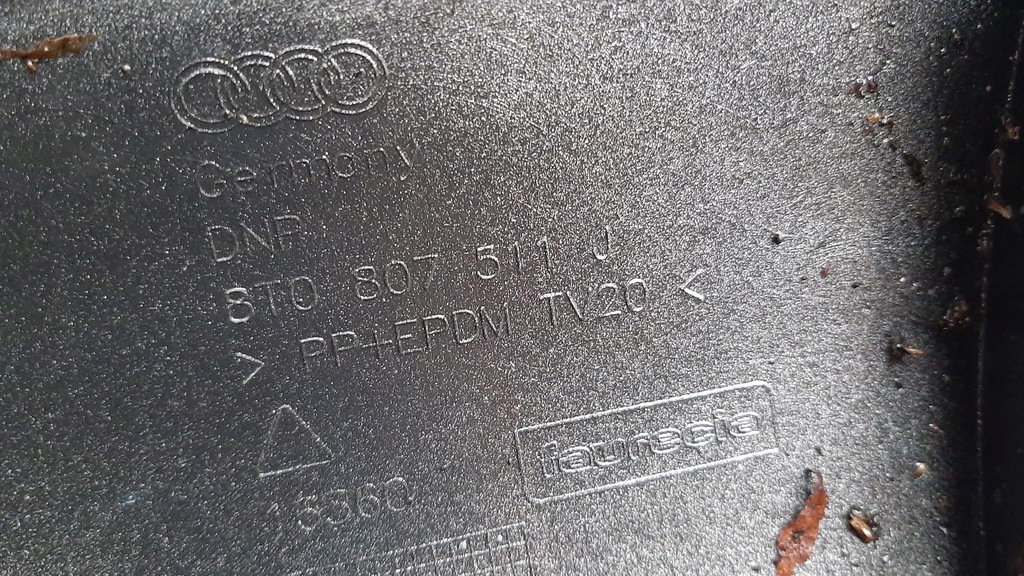 Germany
DNP
8T0 807 511 J
> PP+EPDM TV20 <
faurecia